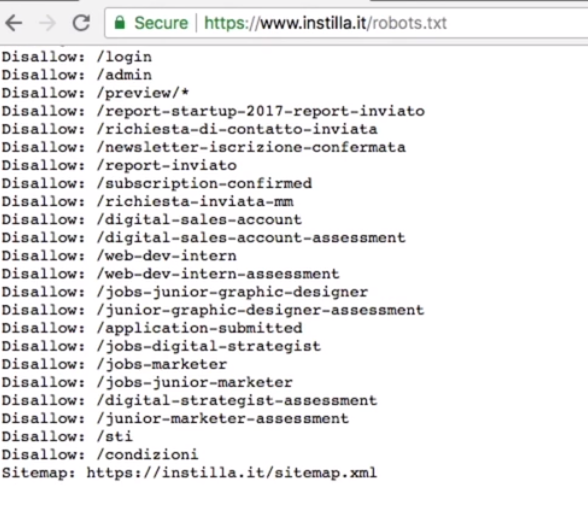 Secure | https://www.instilla.it/robots.txt
Disallow: /login
Disallow: /admin
Disallow: /preview/*
Disallow: /report-startup-2017-report-inviato
Disallow: /richiesta-di-contatto-inviata
Disallow: /newsletter-iscrizione-confermata
Disallow: /report-inviato
Disallow: /subscription-confirmed
Disallow: /richiesta-inviata-mm
Disallow: /digital-sales-account
Disallow: /digital-sales-account-assessment
Disallow: /web-dev-intern
Disallow: /web-dev-intern-assessment
Disallow: /jobs-junior-graphic-designer
Disallow: /junior-graphic-designer-assessment
Disallow: /application-submitted
Disallow: /jobs-digital-strategist
Disallow: /jobs-marketer
Disallow: /jobs-junior-marketer
Disallow: /digital-strategist-assessment
Disallow: /junior-marketer-assessment
Disallow: /sti
Disallow: /condizioni
Sitemap: https://instilla.it/sitemap.xml